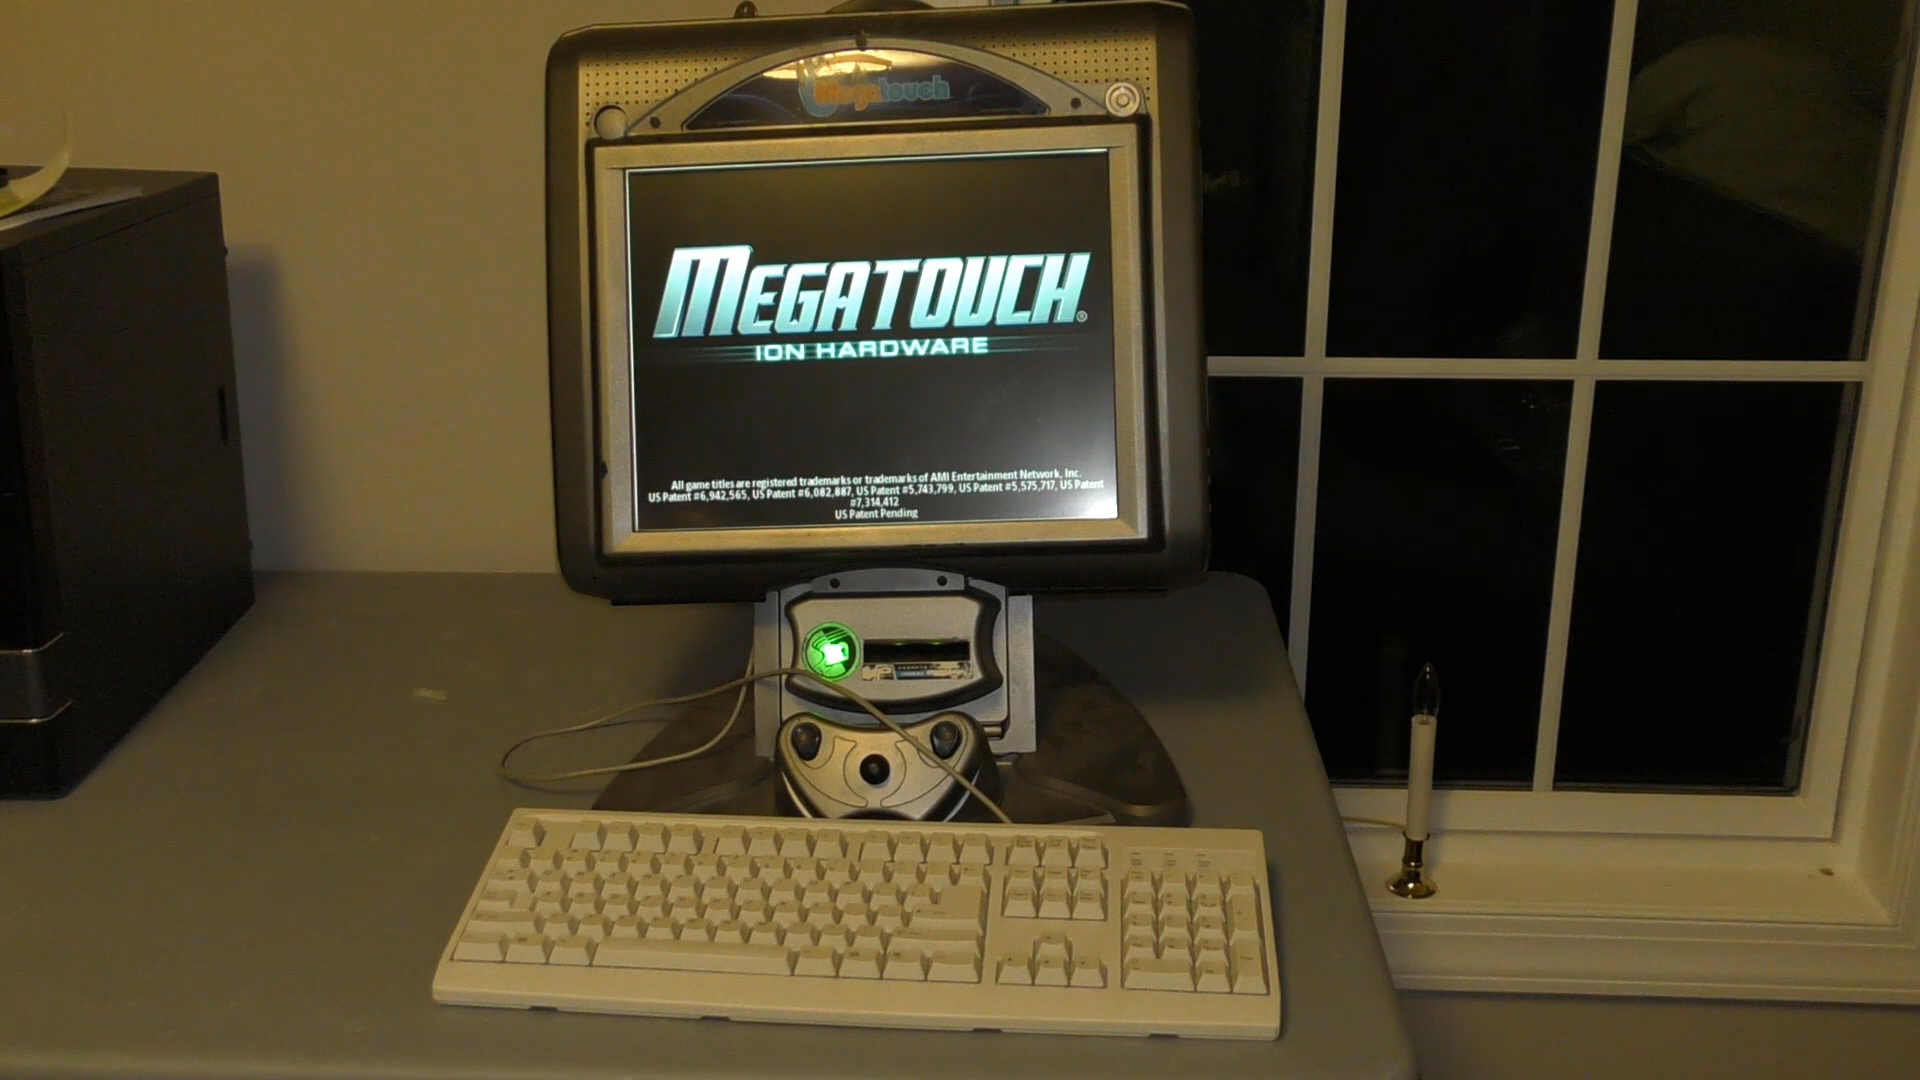 Megatouch
MEGATOUCH®
ION HARDWARE
All game titles are registered trademarks or trademarks of AMI Entertainment Network, Inc.
US Patent #6,942,565, US Patent #6,082,887, US Patent #5,743,799, US Patent #5,575,717, US Patent
#7,314,412
US Patent Pending